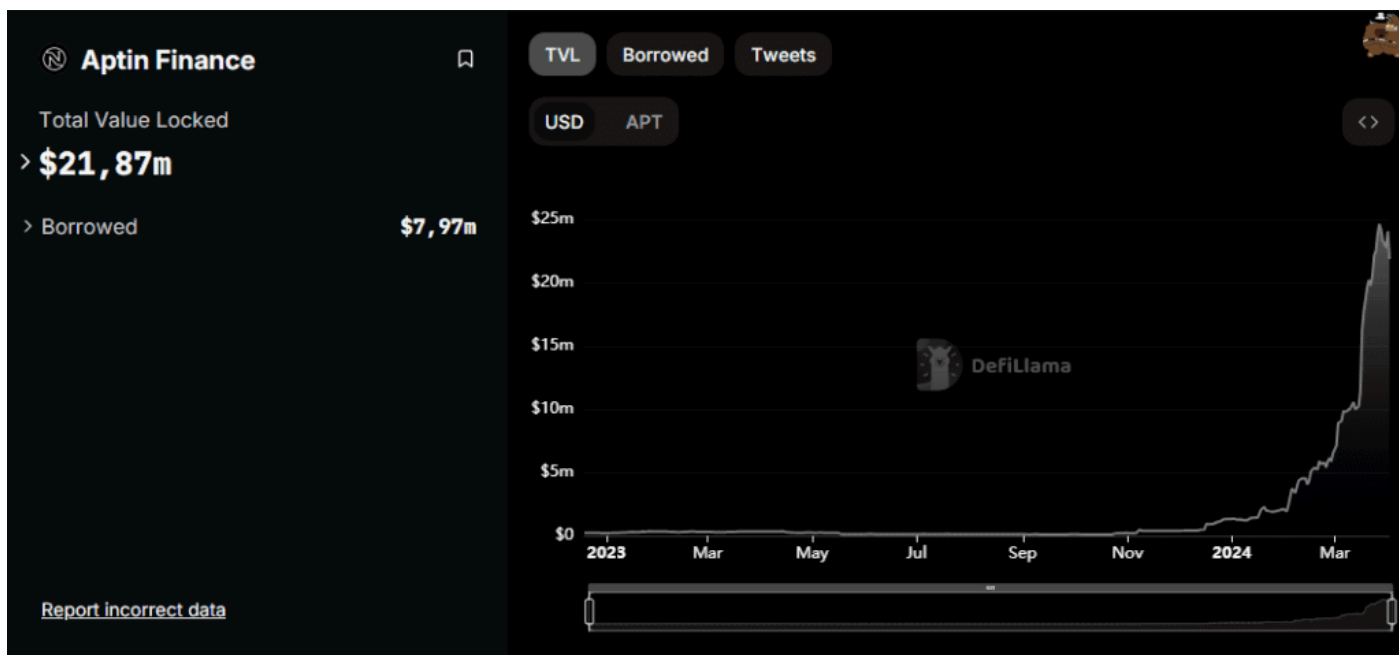 Aptin Finance
Total Value Locked
$21,87m
Borrowed $7,97m
Report incorrect data
TVL Borrowed Tweets
USD APT
$25m
$20m
$15m
$10m
$5m
$0
2023 Mar May Jul Sep Nov 2024 Mar
DefiLlama